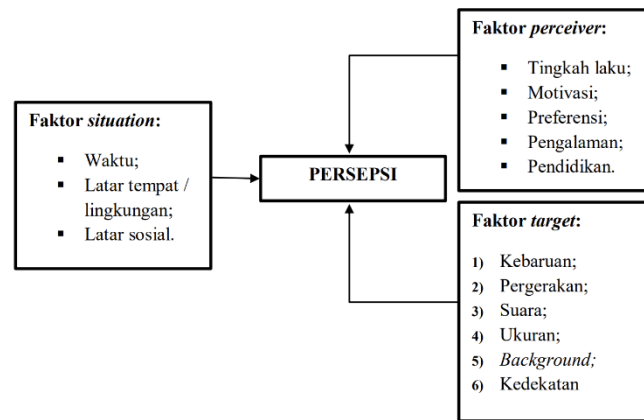 Faktor situation:
▪ Waktu;
▪ Latar tempat /
lingkungan;
▪ Latar sosial.
PERSEPSI
Faktor perceiver:
▪ Tingkah laku;
▪ Motivasi;
▪ Preferensi;
▪ Pengalaman;
▪ Pendidikan.
Faktor target:
1) Kebaruan;
2) Pergerakan;
3) Suara;
4) Ukuran;
5) Background;
6) Kedekatan